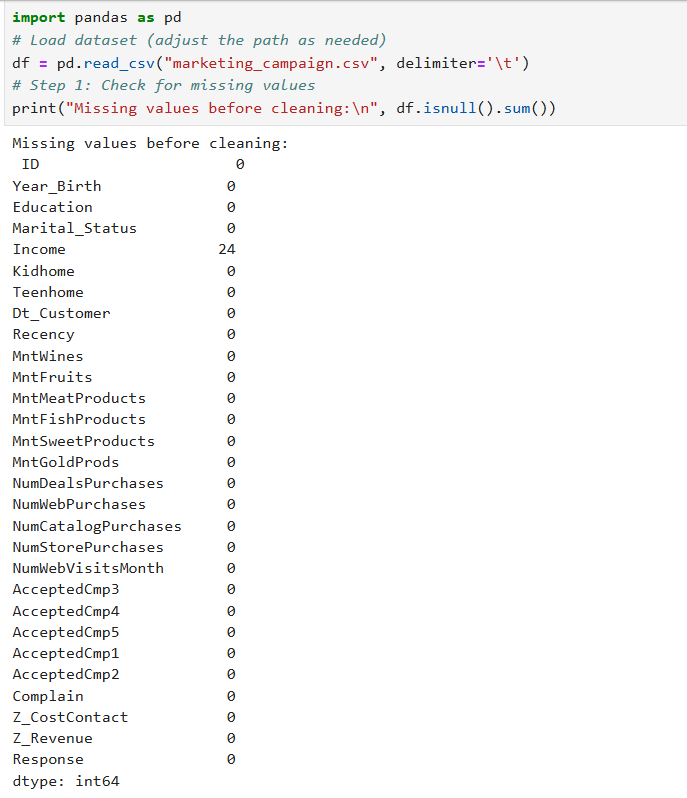 import pandas as pd
# Load dataset (adjust the path as needed)
df = pd.read_csv("marketing_campaign.csv", delimiter='\t')
# Step 1: Check for missing values
print("Missing values before cleaning:\n", df.isnull().sum())
Missing values before cleaning:
 ID                      0
Year_Birth              0
Education               0
Marital_Status          0
Income                 24
Kidhome                 0
Teenhome                0
Dt_Customer             0
Recency                 0
MntWines                0
MntFruits               0
MntMeatProducts         0
MntFishProducts         0
MntSweetProducts        0
MntGoldProds            0
NumDealsPurchases       0
NumWebPurchases         0
NumCatalogPurchases     0
NumStorePurchases       0
NumWebVisitsMonth       0
AcceptedCmp3            0
AcceptedCmp4            0
AcceptedCmp5            0
AcceptedCmp1            0
AcceptedCmp2            0
Complain                0
Z_CostContact           0
Z_Revenue               0
Response                0
dtype: int64